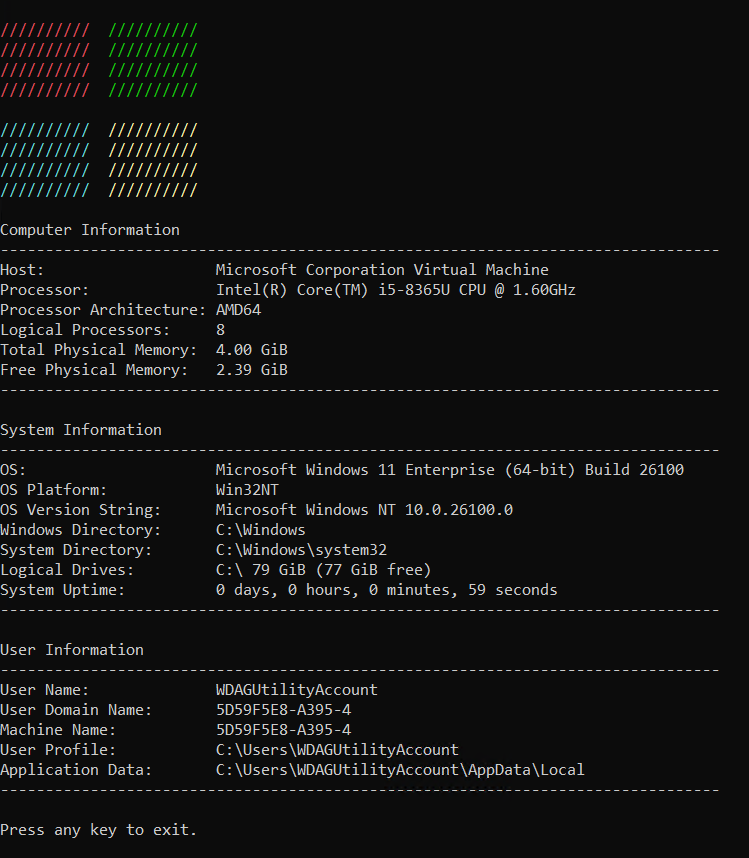 //////////  //////////
//////////  //////////
//////////  //////////
//////////  //////////
//////////  //////////
//////////  //////////
//////////  //////////
//////////  //////////
Computer Information
--------------------------------------------------------------------------------
Host:                   Microsoft Corporation Virtual Machine
Processor:              Intel(R) Core(TM) i5-8365U CPU @ 1.60GHz
Processor Architecture: AMD64
Logical Processors:     8
Total Physical Memory:  4.00 GiB
Free Physical Memory:   2.39 GiB
--------------------------------------------------------------------------------
System Information
--------------------------------------------------------------------------------
OS:                     Microsoft Windows 11 Enterprise (64-bit) Build 26100
OS Platform:            Win32NT
OS Version String:      Microsoft Windows NT 10.0.26100.0
Windows Directory:      C:\Windows
System Directory:       C:\Windows\system32
Logical Drives:         C:\ 79 GiB (77 GiB free)
System Uptime:          0 days, 0 hours, 0 minutes, 59 seconds
--------------------------------------------------------------------------------
User Information
--------------------------------------------------------------------------------
User Name:              WDAGUtilityAccount
User Domain Name:       5D59F5E8-A395-4
Machine Name:           5D59F5E8-A395-4
User Profile:           C:\Users\WDAGUtilityAccount
Application Data:       C:\Users\WDAGUtilityAccount\AppData\Local
--------------------------------------------------------------------------------
Press any key to exit.